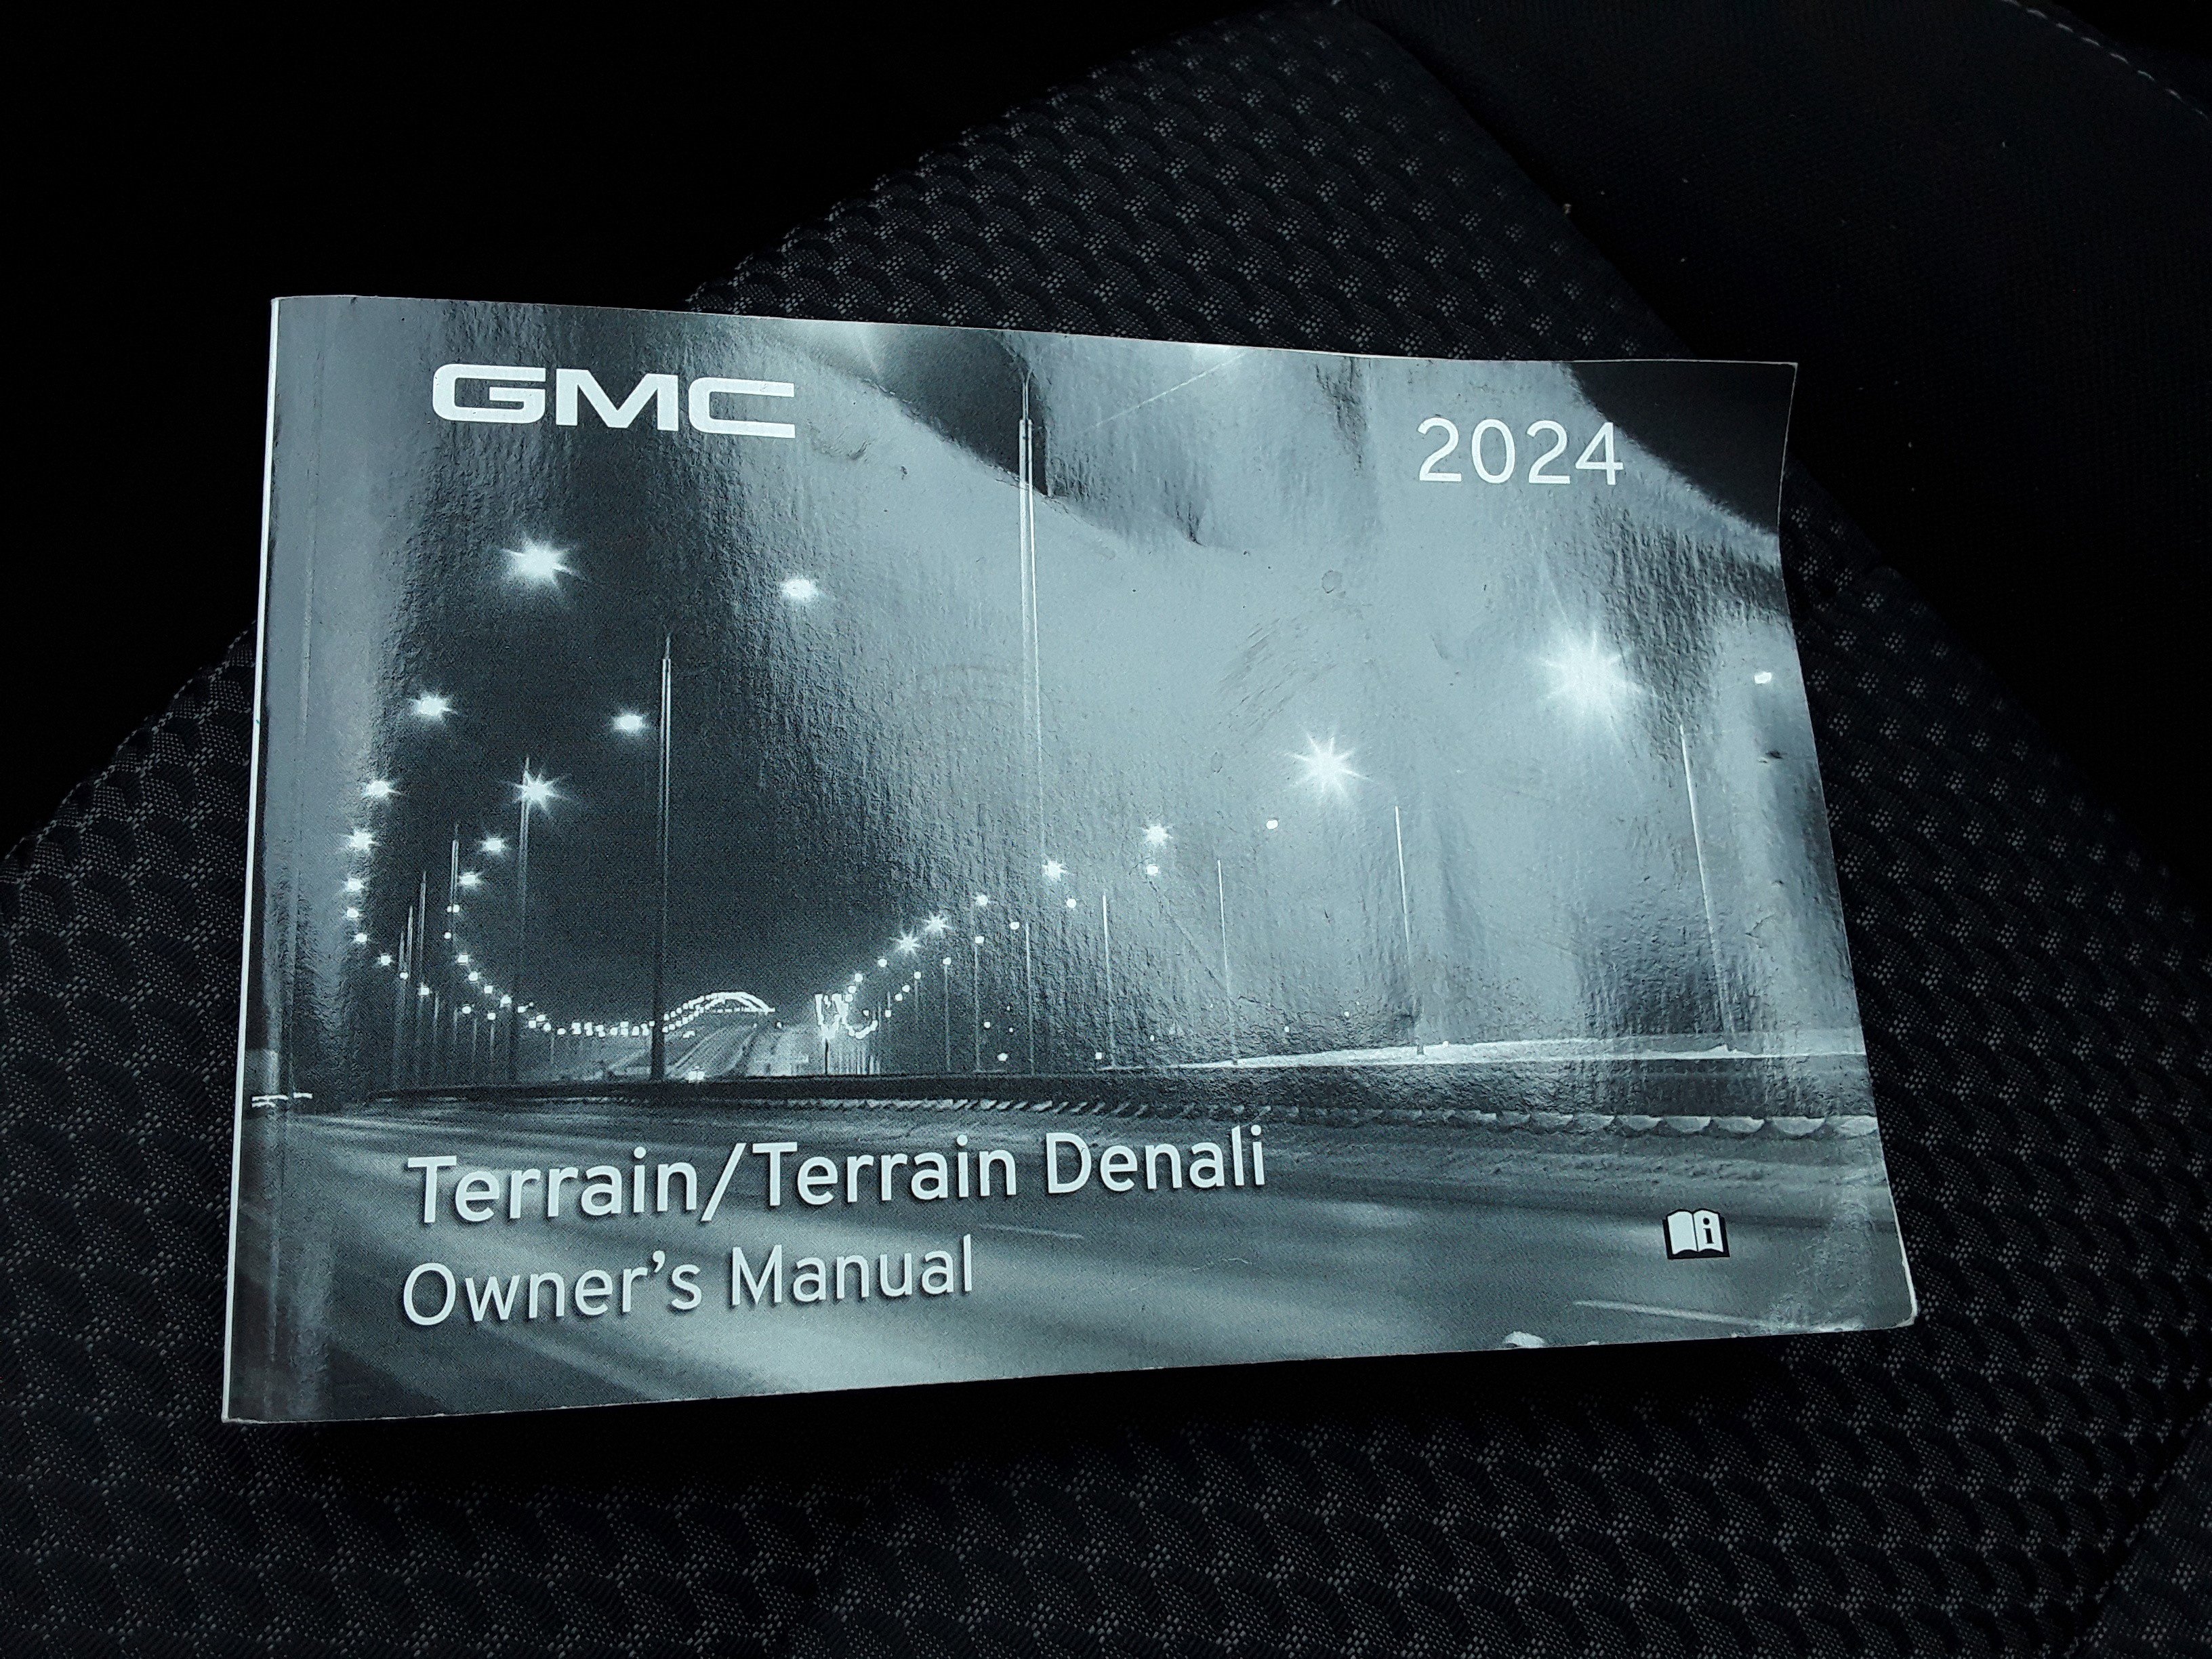 GMC
2024
Terrain/Terrain Denali
Owner's Manual
i